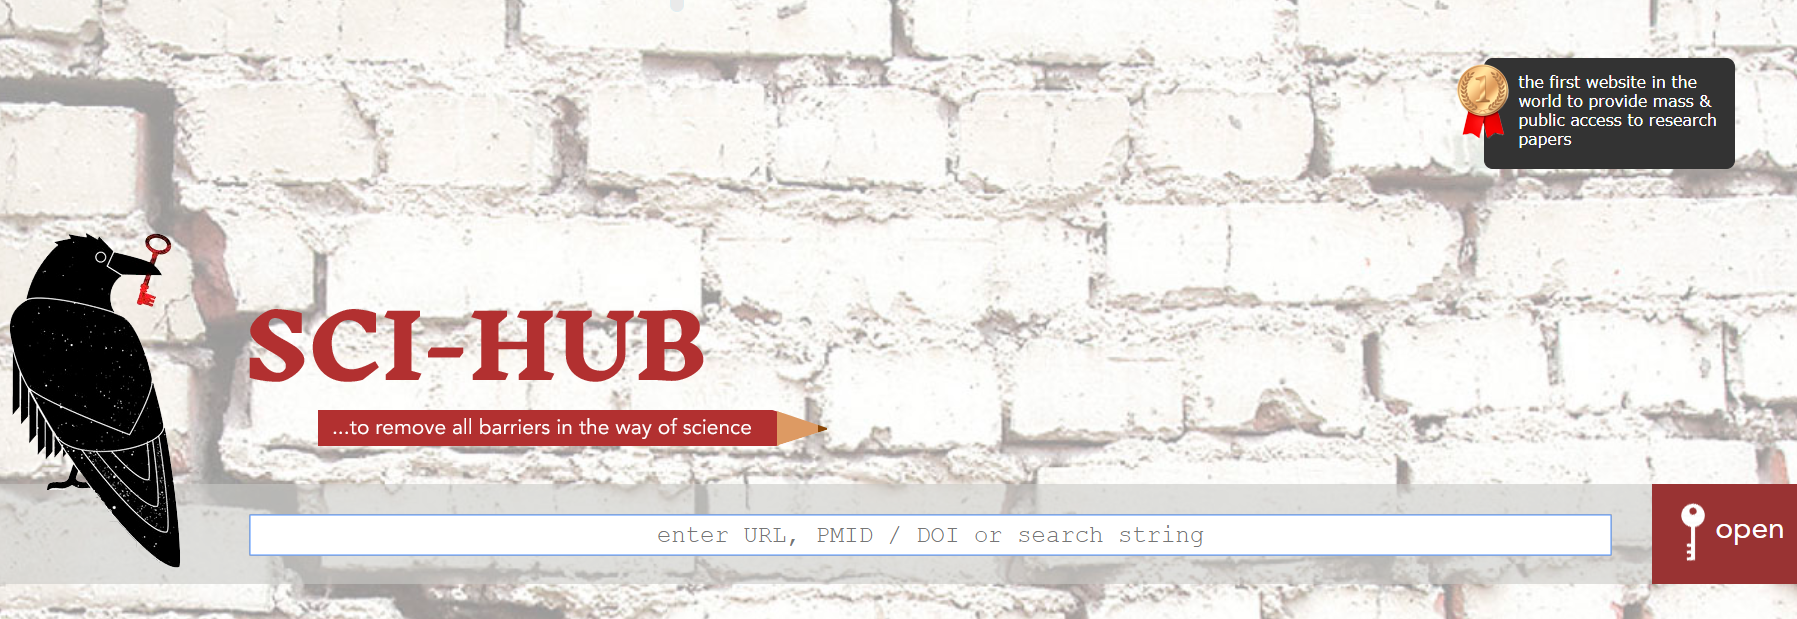 the first website in the
world to provide mass &
public access to research
papers
SCI-HUB
...to remove all barriers in the way of science
enter URL, PMID / DOI or search string
open